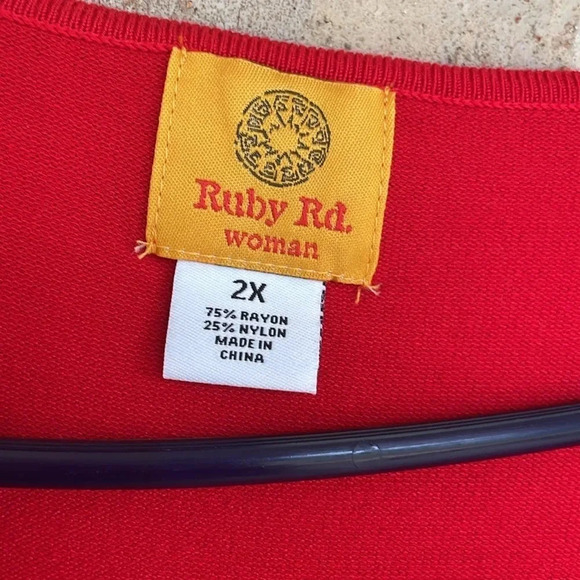 Ruby Rd.
woman
2X
75% RAYON
25% NYLON
MADE IN
CHINA